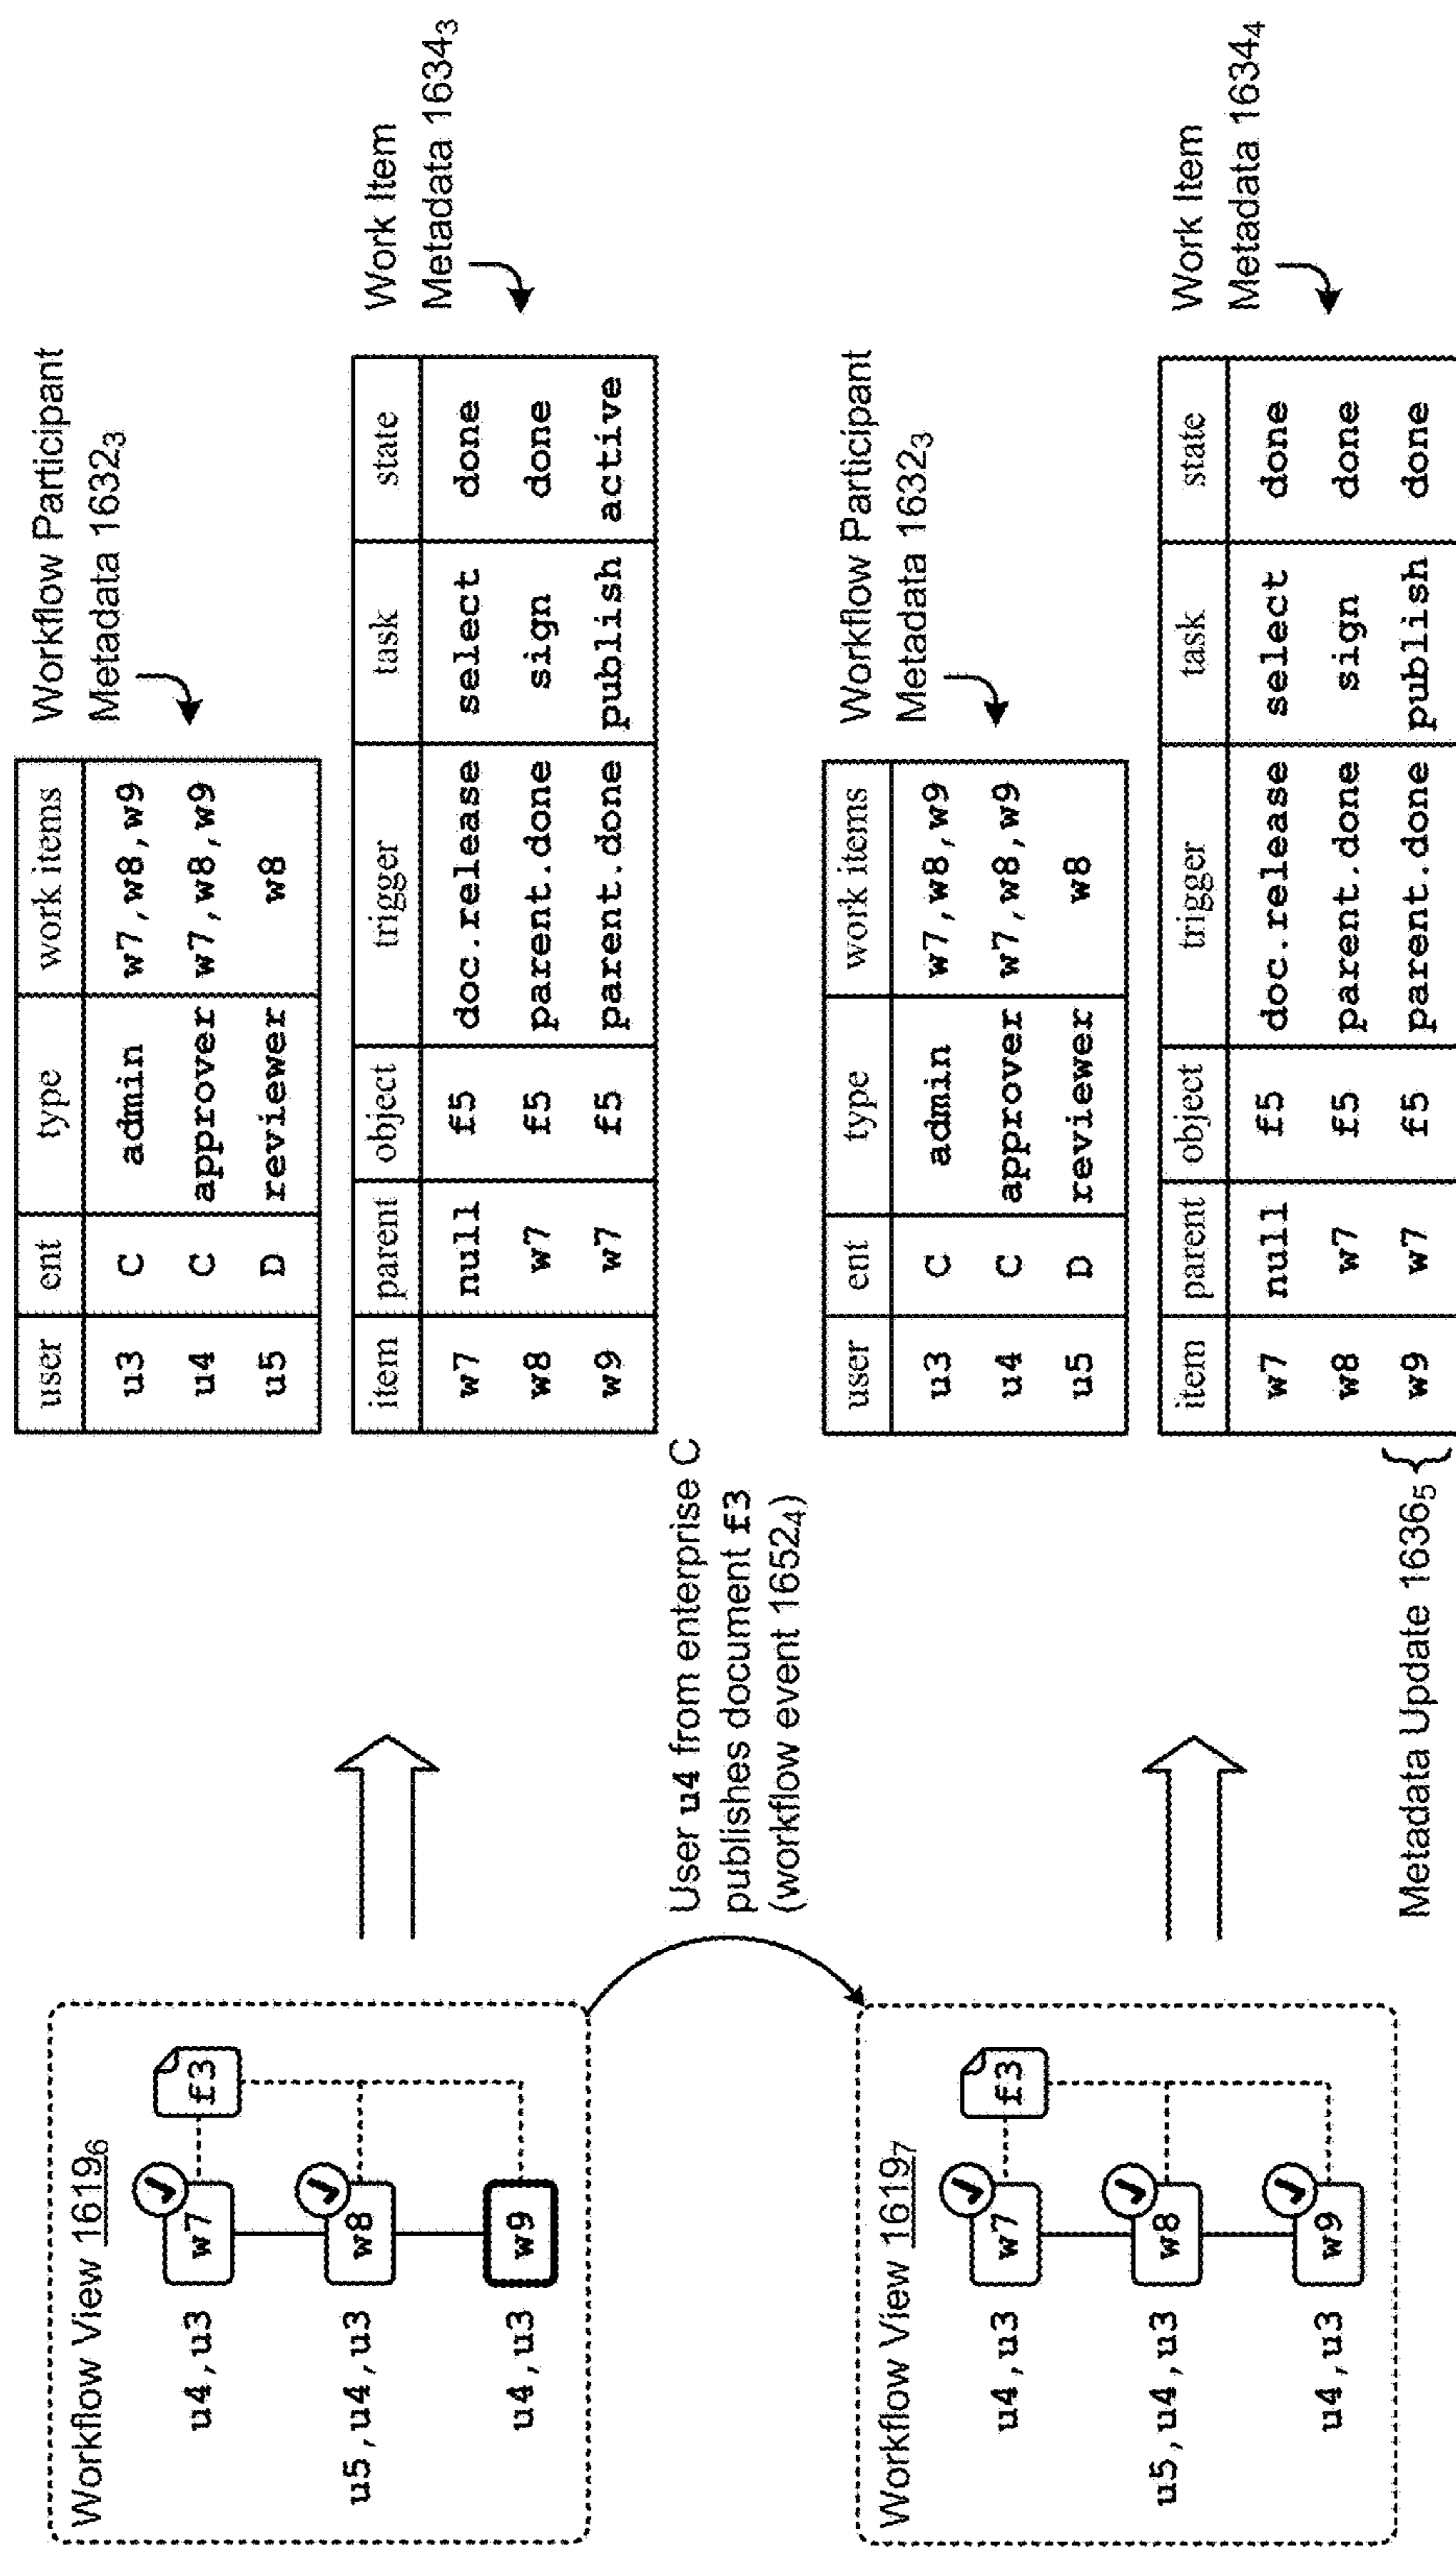 Workflow View 1619₆
f3
w7
u4,u3
w8
u5,u4,u3
w9
u4,u3
user ent type work items
u3 C admin w7,w8,w9
u4 C approver w7,w8,w9
u5 D reviewer w8
Workflow Participant
Metadata 1632₃
item parent object trigger task state
w7 null f5 doc.release select done
w8 w7 f5 parent.done sign done
w9 w7 f5 parent.done publish active
Work Item
Metadata 1634₃
User u4 from enterprise C
publishes document f3
(workflow event 1652₄)
Workflow View 1619₇
f3
w7
u4,u3
w8
u5,u4,u3
w9
u4,u3
user ent type work items
u3 C admin w7,w8,w9
u4 C approver w7,w8,w9
u5 D reviewer w8
Workflow Participant
Metadata 1632₃
item parent object trigger task state
w7 null f5 doc.release select done
w8 w7 f5 parent.done sign done
w9 w7 f5 parent.done publish done
Work Item
Metadata 1634₄
Metadata Update 1636₅ {